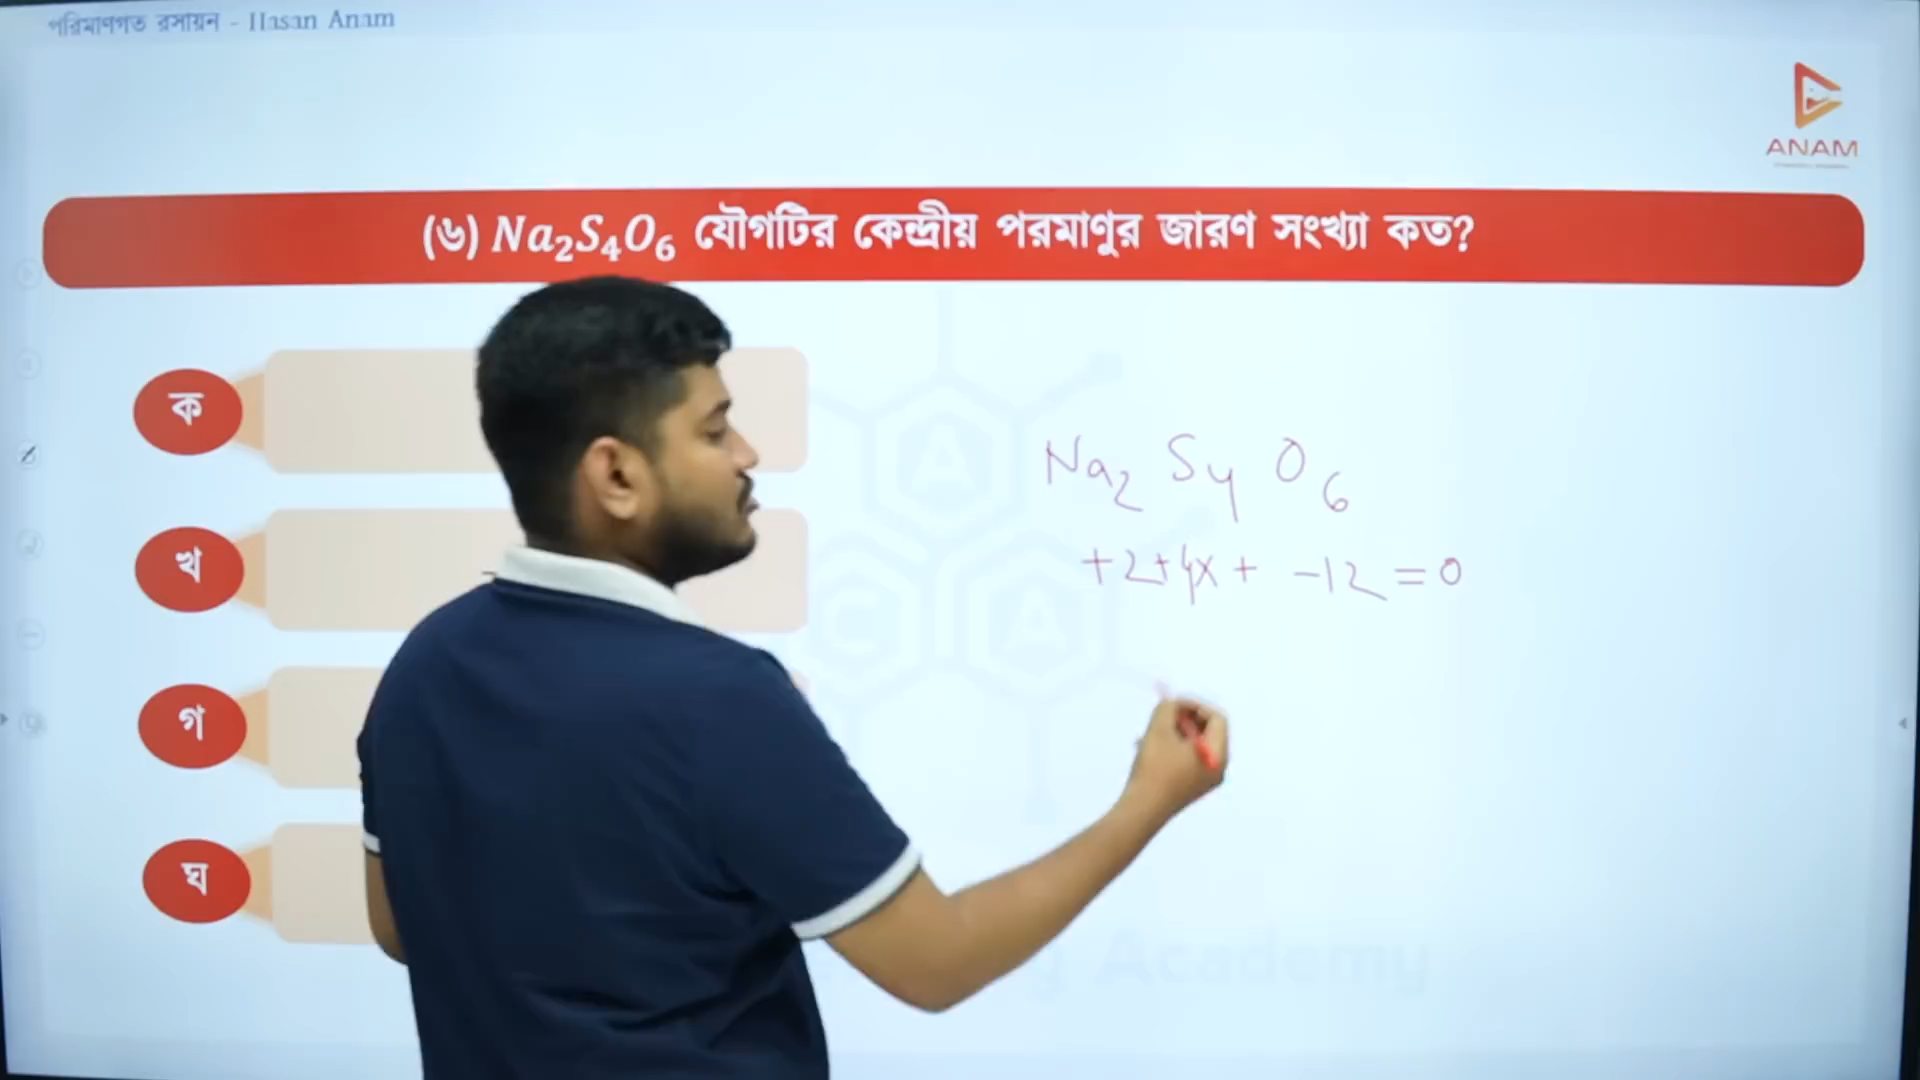 পরিমাণগত রসায়ন - Hasan Anam
ANAM
(৬) Na₂S₄O₆ যৌগটির কেন্দ্রীয় পরমাণুর জারণ সংখ্যা কত?
ক
খ
গ
ঘ
Na₂ S₄ O₆
+2+4x+ -12 = 0
A
C A
Academy